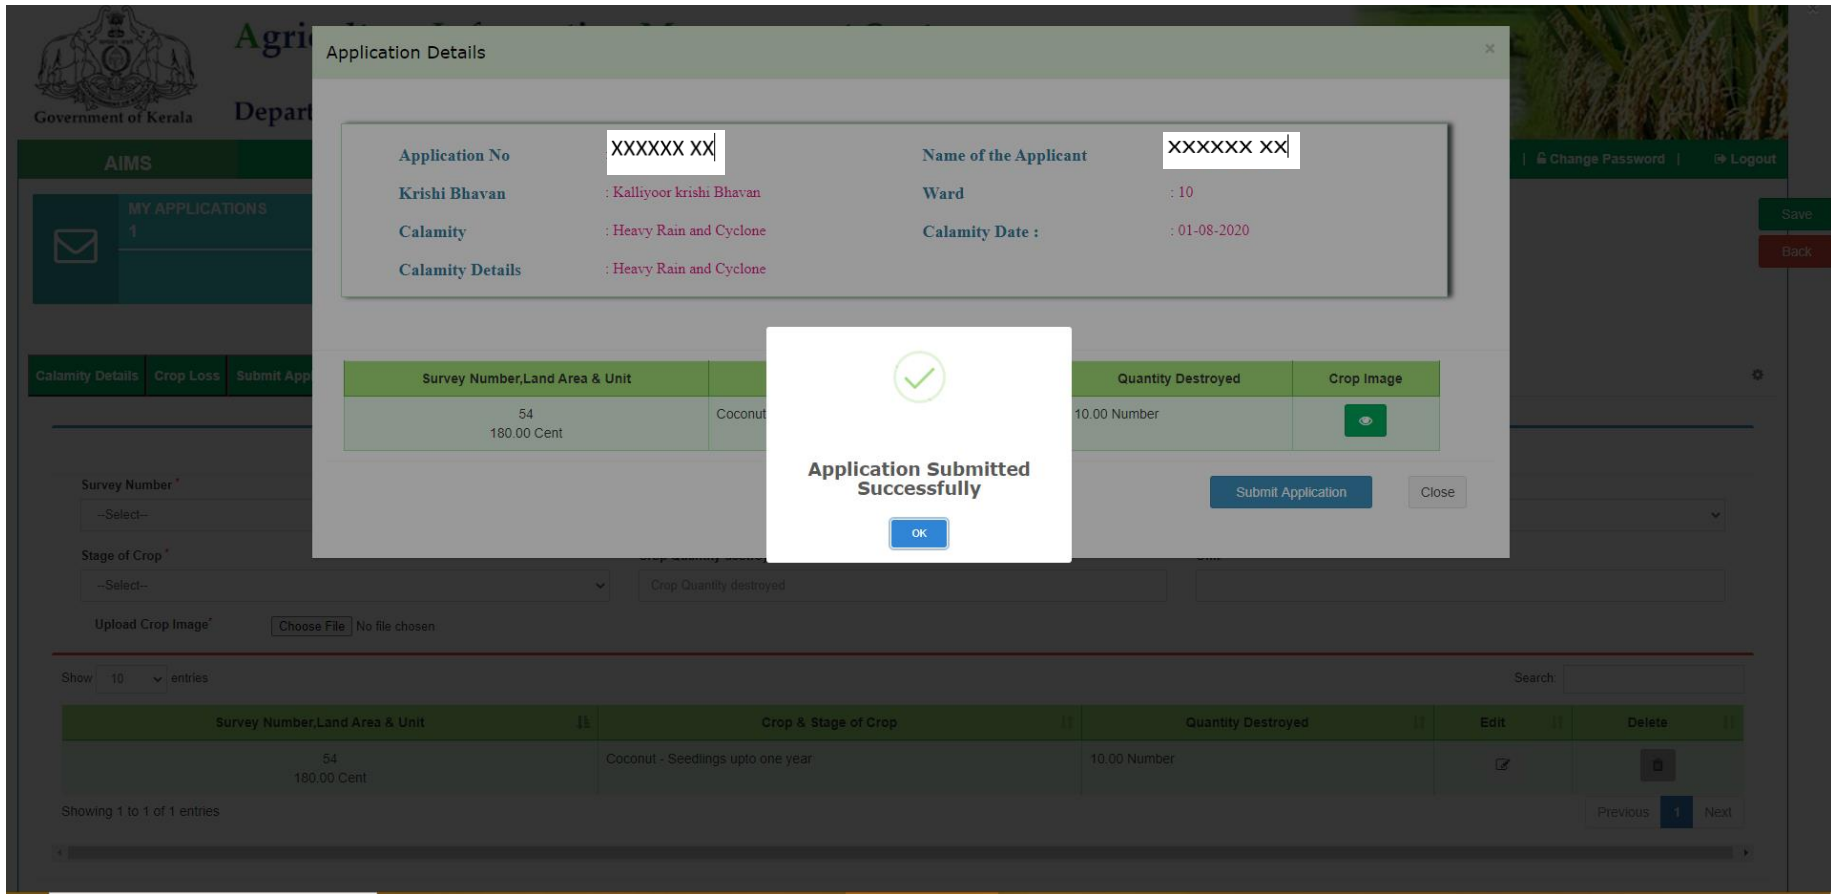 Government of Kerala
Agri
Depart
Application Details ×
Application No XXXXXX XX Name of the Applicant XXXXXX XX
Krishi Bhavan : Kalliyoor krishi Bhavan Ward : 10
Calamity : Heavy Rain and Cyclone Calamity Date : : 01-08-2020
Calamity Details : Heavy Rain and Cyclone
AIMS | Change Password | Logout
MY APPLICATIONS
1
Save
Back
Calamity Details Crop Loss Submit Appl
Survey Number,Land Area & Unit Quantity Destroyed Crop Image
54 Coconut 10.00 Number
180.00 Cent
Application Submitted
Successfully
OK
Submit Application Close
Survey Number *
--Select--
Stage of Crop *
--Select-- Crop Quantity destroyed
Upload Crop Image * Choose File No file chosen
Show 10 entries Search:
Survey Number,Land Area & Unit Crop & Stage of Crop Quantity Destroyed Edit Delete
54 Coconut - Seedlings upto one year 10.00 Number
180.00 Cent
Showing 1 to 1 of 1 entries Previous 1 Next